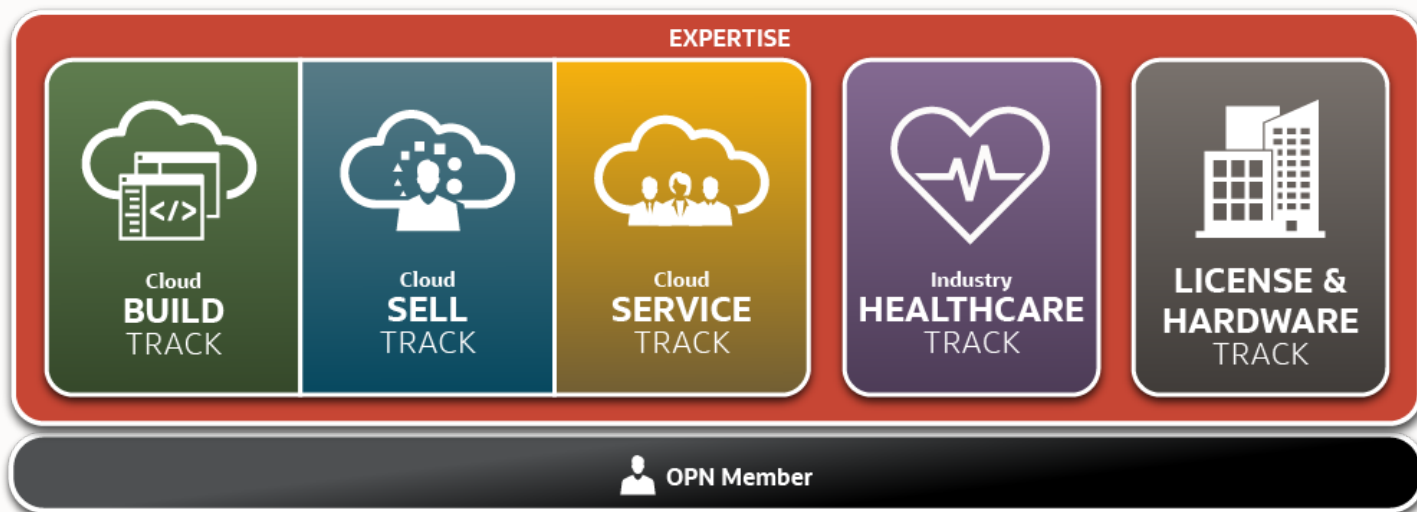 EXPERTISE
Cloud
BUILD
TRACK
Cloud
SELL
TRACK
Cloud
SERVICE
TRACK
Industry
HEALTHCARE
TRACK
LICENSE &
HARDWARE
TRACK
</>
OPN Member